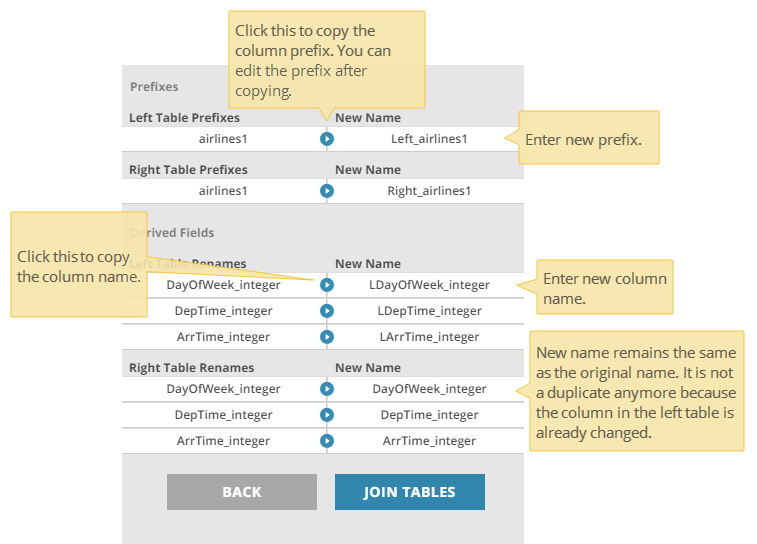 Click this to copy the
column prefix. You can
edit the prefix after
copying.
Prefixes
Left Table Prefixes New Name
airlines1 Left_airlines1
Enter new prefix.
Right Table Prefixes New Name
airlines1 Right_airlines1
Derived Fields
Click this to copy
the column name.
Left Table Renames New Name
DayOfWeek_integer LDayOfWeek_integer
Enter new column
name.
DepTime_integer LDepTime_integer
ArrTime_integer LArrTime_integer
Right Table Renames New Name
DayOfWeek_integer DayOfWeek_integer
DepTime_integer DepTime_integer
ArrTime_integer ArrTime_integer
New name remains the same
as the original name. It is not
a duplicate anymore because
the column in the left table is
already changed.
BACK JOIN TABLES